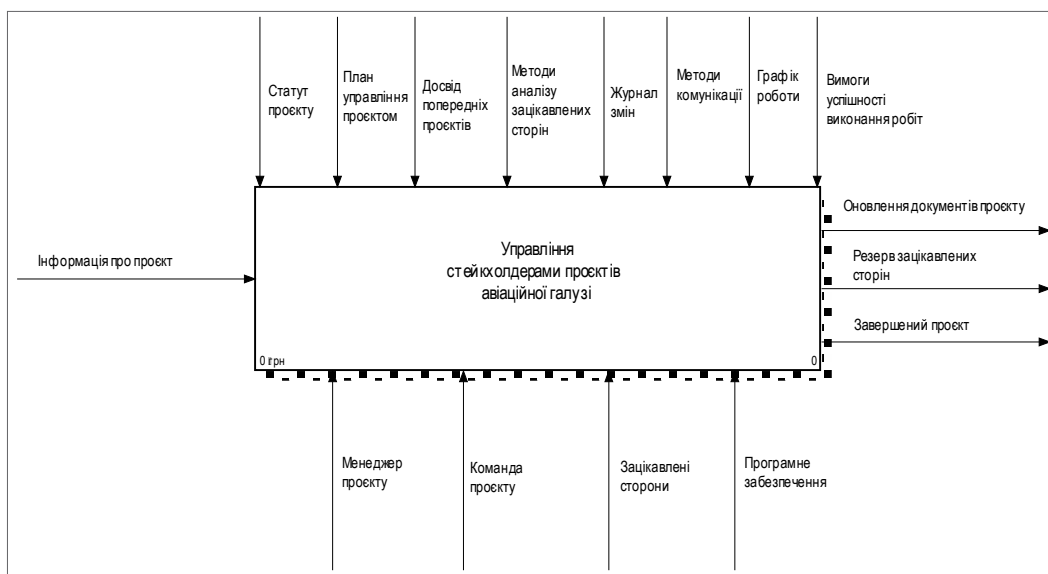 Статут
проєкту
План
управління
проєктом
Досвід
попередніх
проєктів
Методи
аналізу
зацікавлених
сторін
Журнал
змін
Методи
комунікації
Графік
роботи
Вимоги
успішності
виконання робіт
Інформація про проєкт
Управління
стейкхолдерами проєктів
авіаційної галузі
0 грн
0
Оновлення документів проєкту
Резерв зацікавлених
сторін
Завершений проєкт
Менеджер
проєкту
Команда
проєкту
Зацікавлені
сторони
Програмне
забезпечення